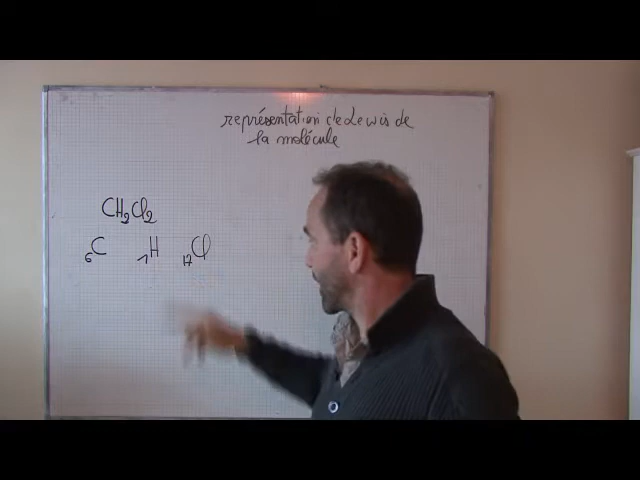 représentation de Lewis de
la molécule
CH₂Cl₂
₆C ₁H ₁₇Cl